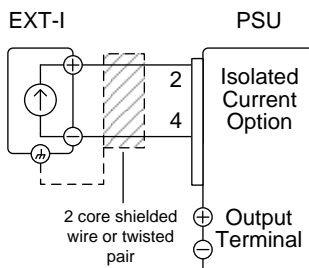 EXT-I
PSU
+
2
Isolated
Current
Option
4
−
2 core shielded
wire or twisted
pair
+
Output
Terminal
−